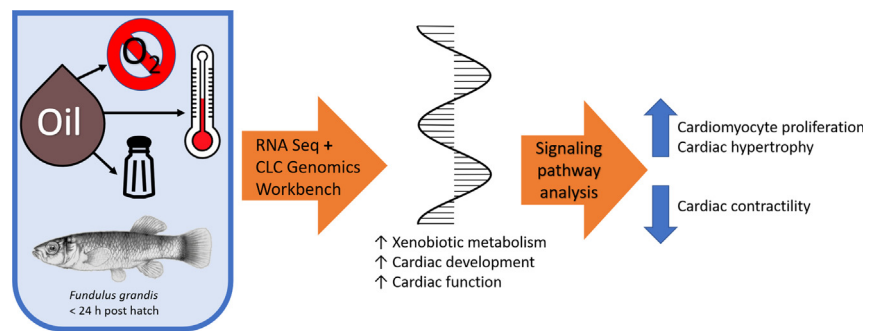 O2
Oil
Fundulus grandis
< 24 h post hatch
RNA Seq +
CLC Genomics
Workbench
↑ Xenobiotic metabolism
↑ Cardiac development
↑ Cardiac function
Signaling
pathway
analysis
Cardiomyocyte proliferation
Cardiac hypertrophy
Cardiac contractility